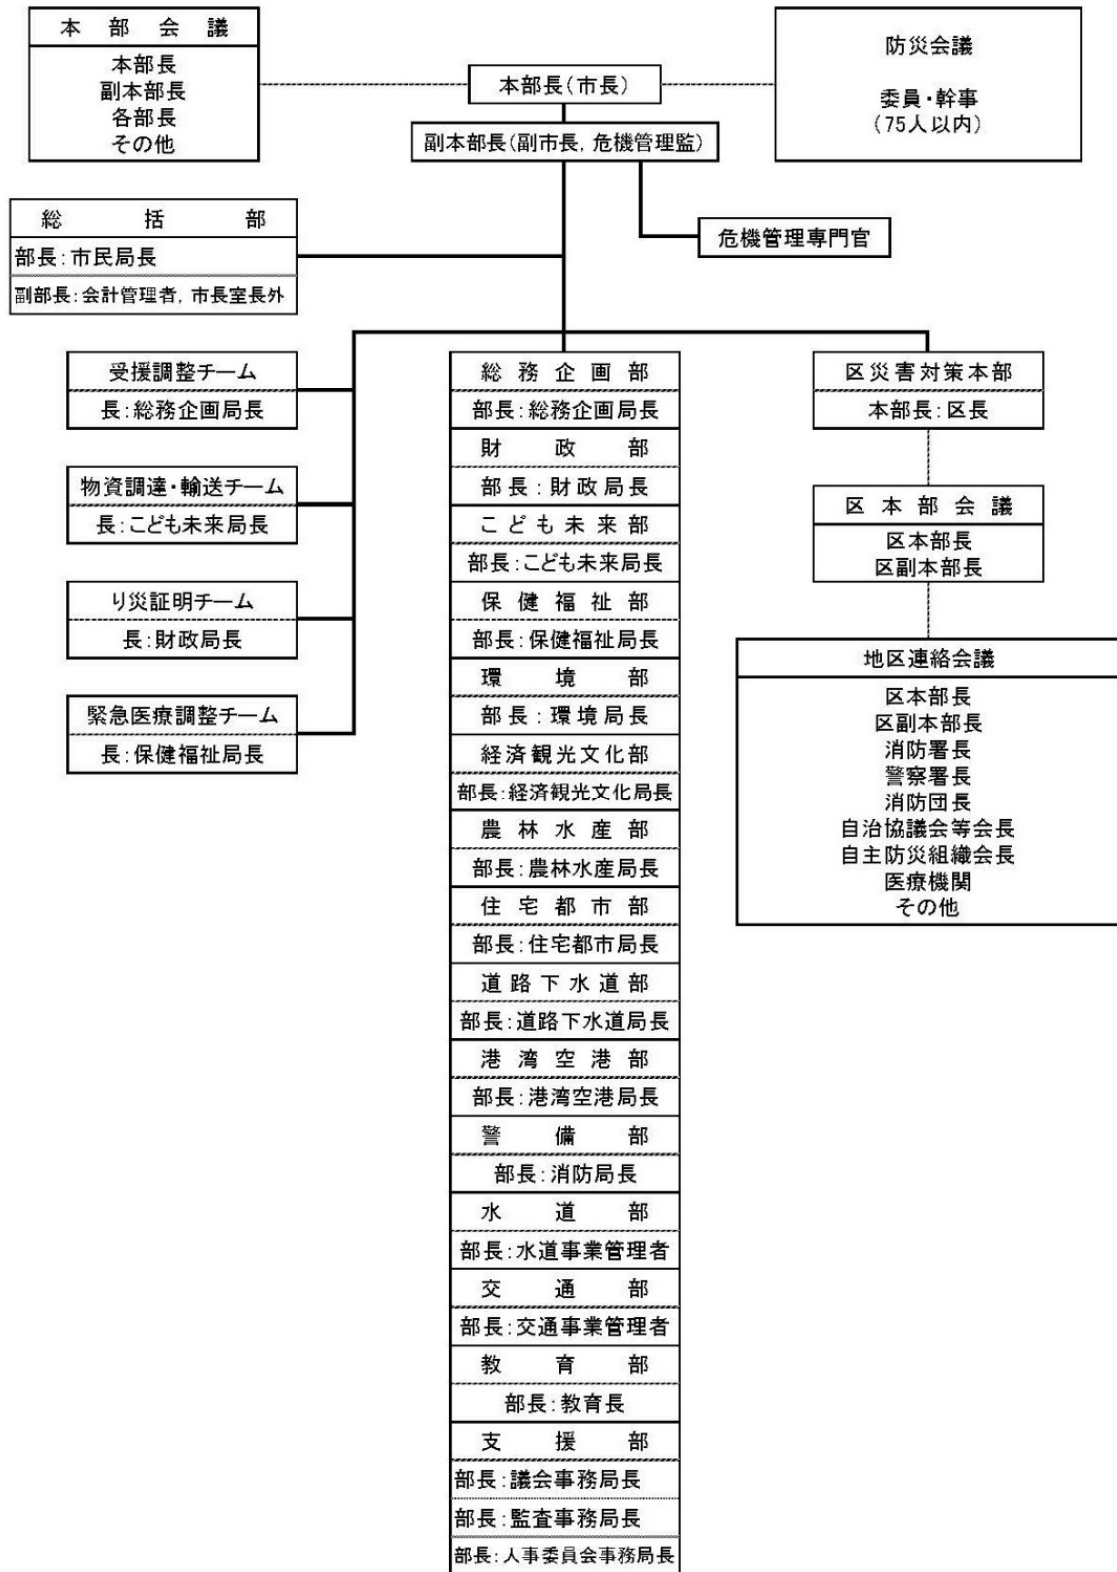 本部会議
本部長
副本部長
各部長
その他
本部長(市長)
防災会議
委員・幹事
(75人以内)
副本部長(副市長, 危機管理監)
総括部
部長:市民局長
副部長:会計管理者, 市長室長外
危機管理専門官
受援調整チーム
長:総務企画局長
物資調達・輸送チーム
長:こども未来局長
り災証明チーム
長:財政局長
緊急医療調整チーム
長:保健福祉局長
総務企画部
部長:総務企画局長
財政部
部長:財政局長
こども未来部
部長:こども未来局長
保健福祉部
部長:保健福祉局長
環境部
部長:環境局長
経済観光文化部
部長:経済観光文化局長
農林水産部
部長:農林水産局長
住宅都市部
部長:住宅都市局長
道路下水道部
部長:道路下水道局長
港湾空港部
部長:港湾空港局長
警備部
部長:消防局長
水道部
部長:水道事業管理者
交通部
部長:交通事業管理者
教育部
部長:教育長
支援部
部長:議会事務局長
部長:監査事務局長
部長:人事委員会事務局長
区災害対策本部
本部長:区長
区本部会議
区本部長
区副本部長
地区連絡会議
区本部長
区副本部長
消防署長
警察署長
消防団長
自治協議会等会長
自主防災組織会長
医療機関
その他